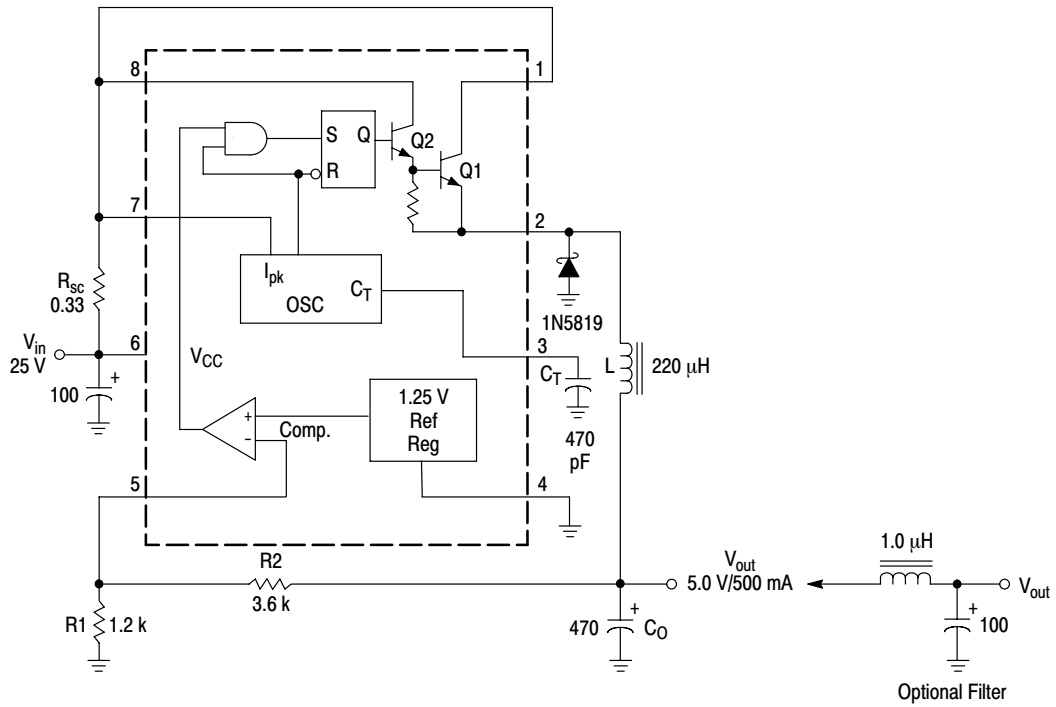 8
1
S
Q
Q2
R
Q1
7
2
Ipk
CT
OSC
Rsc
0.33
1N5819
Vin
25 V
6
VCC
3
L
220 μH
CT
100
+
470
pF
+
-
Comp.
1.25 V
Ref
Reg
5
4
R2
3.6 k
R1
1.2 k
Vout
5.0 V/500 mA
1.0 μH
Vout
470
+
CO
+
100
Optional Filter